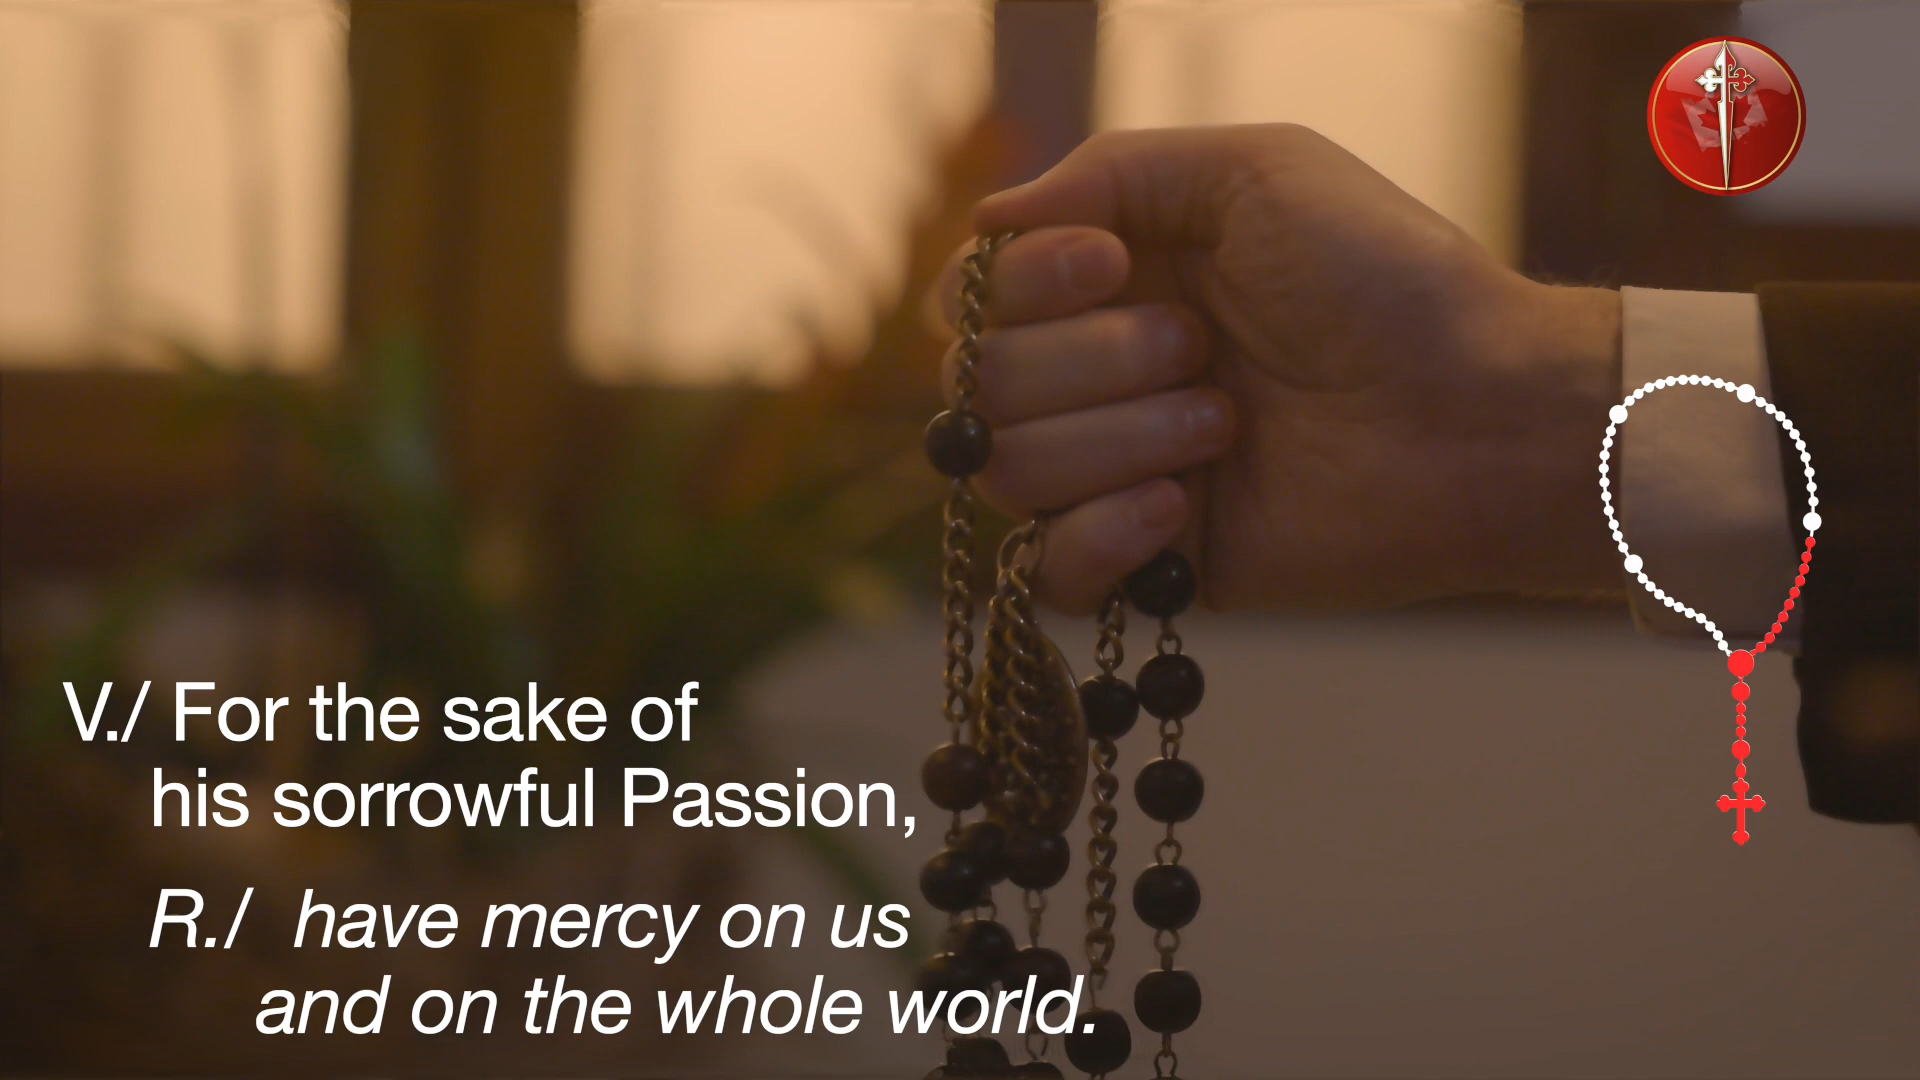 V./ For the sake of
his sorrowful Passion,
R./ have mercy on us
and on the whole world.